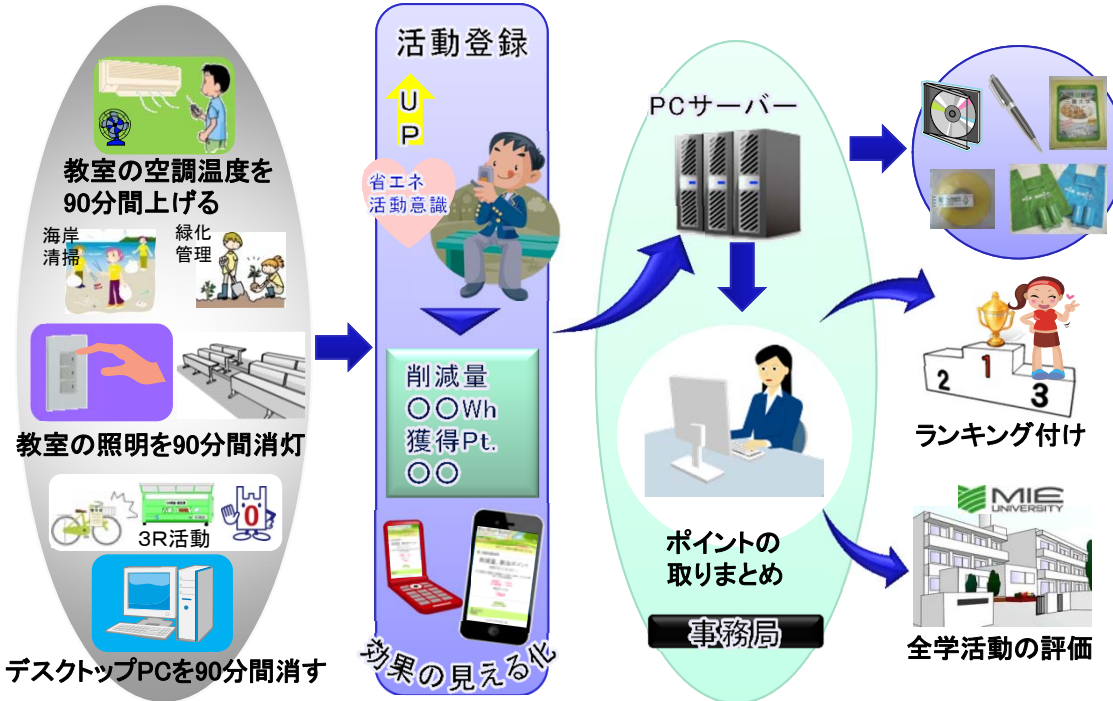 教室の空調温度を
90分間上げる
海岸
清掃
緑化
管理
教室の照明を90分間消灯
0
3R活動
デスクトップPCを90分間消す
活動登録
U
P
省エネ
活動意識
削減量
〇〇Wh
獲得Pt.
〇〇
効果の見える化
PCサーバー
ポイントの
取りまとめ
事務局
1
2
3
ランキング付け
MIE
UNIVERSITY
全学活動の評価